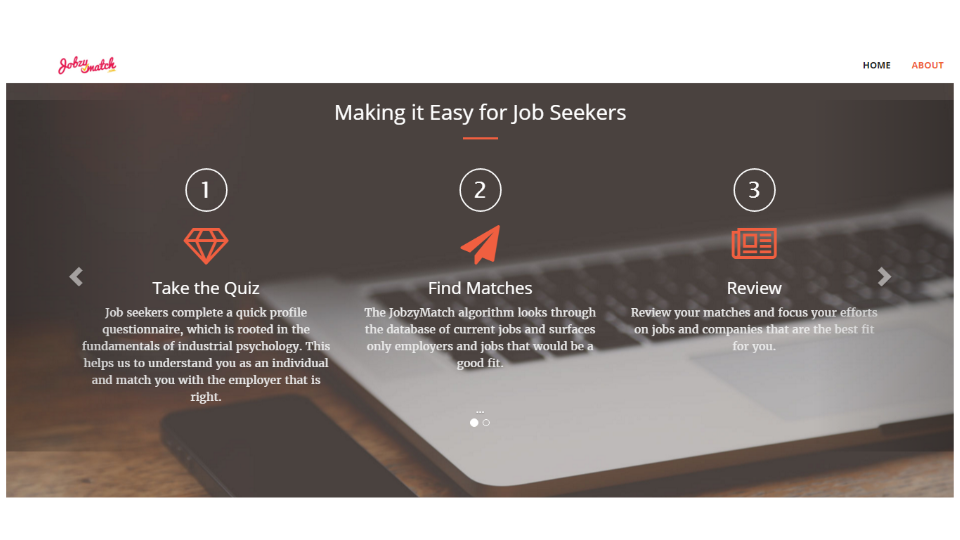 Jobzymatch
HOME ABOUT
Making it Easy for Job Seekers
1
2
3
Take the Quiz
Job seekers complete a quick profile
questionnaire, which is rooted in the
fundamentals of industrial psychology. This
helps us to understand you as an individual
and match you with the employer that is
right.
Find Matches
The JobzyMatch algorithm looks through
the database of current jobs and surfaces
only employers and jobs that would be a
good fit.
Review
Review your matches and focus your efforts
on jobs and companies that are the best fit
for you.
...